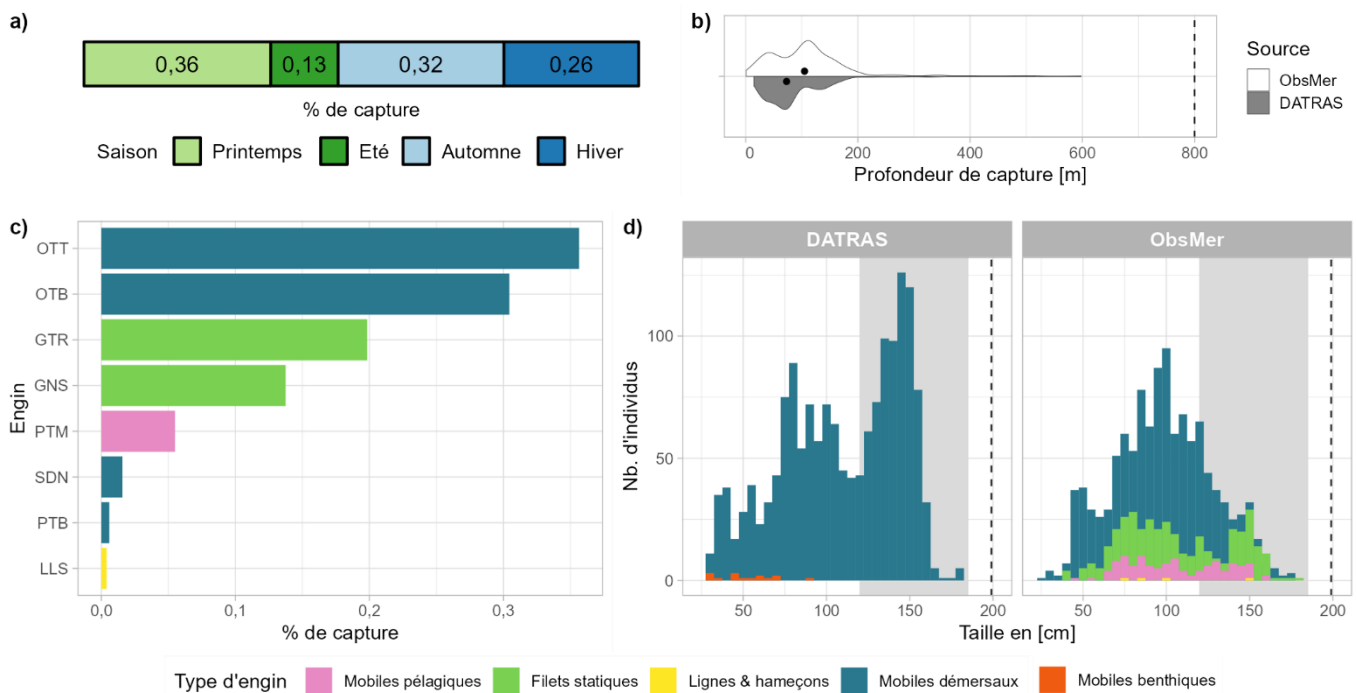 a)
0,36 0,13 0,32 0,26
% de capture
Saison Printemps Eté Automne Hiver
b)
0 200 400 600 800
Profondeur de capture [m]
Source
ObsMer
DATRAS
c)
Engin
OTT
OTB
GTR
GNS
PTM
SDN
PTB
LLS
0,0 0,1 0,2 0,3
% de capture
d)
DATRAS ObsMer
Nb. d'individus
100
50
0
50 100 150 200 50 100 150 200
Taille en [cm]
Type d'engin Mobiles pélagiques Filets statiques Lignes & hameçons Mobiles démersaux Mobiles benthiques